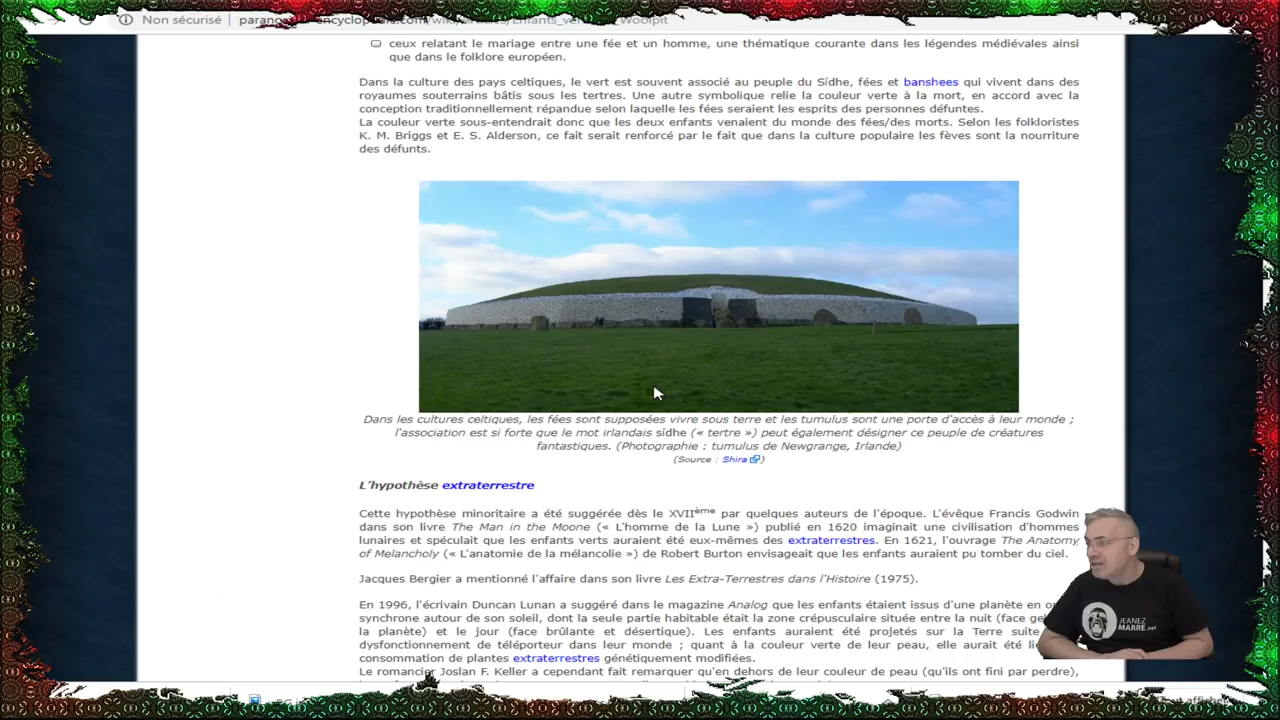 Non sécurisé
ceux relatant le mariage entre une fée et un homme, une thématique courante dans les légendes médiévales ainsi
que dans le folklore européen.
Dans la culture des pays celtiques, le vert est souvent associé au peuple du Sídhe, fées et banshees qui vivent dans des
royaumes souterrains bâtis sous les tertres. Une autre symbolique relie la couleur verte à la mort, en accord avec la
conception traditionnellement répandue selon laquelle les fées seraient les esprits des personnes défuntes.
La couleur verte sous-entendrait donc que les deux enfants venaient du monde des fées/des morts. Selon les folkloristes
K. M. Briggs et E. S. Alderson, ce fait serait renforcé par le fait que dans la culture populaire les fèves sont la nourriture
des défunts.
Dans les cultures celtiques, les fées sont supposées vivre sous terre et les tumulus sont une porte d'accès à leur monde ;
l'association est si forte que le mot irlandais sídhe (« tertre ») peut également désigner ce peuple de créatures
fantastiques. (Photographie : tumulus de Newgrange, Irlande)
(Source : Shira)
L'hypothèse extraterrestre
Cette hypothèse minoritaire a été suggérée dès le XVIIème par quelques auteurs de l'époque. L'évêque Francis Godwin
dans son livre The Man in the Moone (« L'homme de la Lune ») publié en 1620 imaginait une civilisation d'hommes
lunaires et spéculait que les enfants verts auraient été eux-mêmes des extraterrestres. En 1621, l'ouvrage The Anatomy
of Melancholy (« L'anatomie de la mélancolie ») de Robert Burton envisageait que les enfants auraient pu tomber du ciel.
Jacques Bergier a mentionné l'affaire dans son livre Les Extra-Terrestres dans l'Histoire (1975).
En 1996, l'écrivain Duncan Lunan a suggéré dans le magazine Analog que les enfants étaient issus d'une planète en
synchrone autour de son soleil, dont la seule partie habitable était la zone crépusculaire située entre la nuit (face
la planète) et le jour (face brûlante et désertique). Les enfants auraient été projetés sur la Terre suite
dysfonctionnement de téléporteur dans leur monde ; quant à la couleur verte de leur peau, elle aurait été
consommation de plantes extraterrestres génétiquement modifiées.
Le romancier Joslan F. Keller a cependant fait remarquer qu'en dehors de leur couleur de peau (qu'ils ont fini par perdre),
JEANEZ
MARRE.net